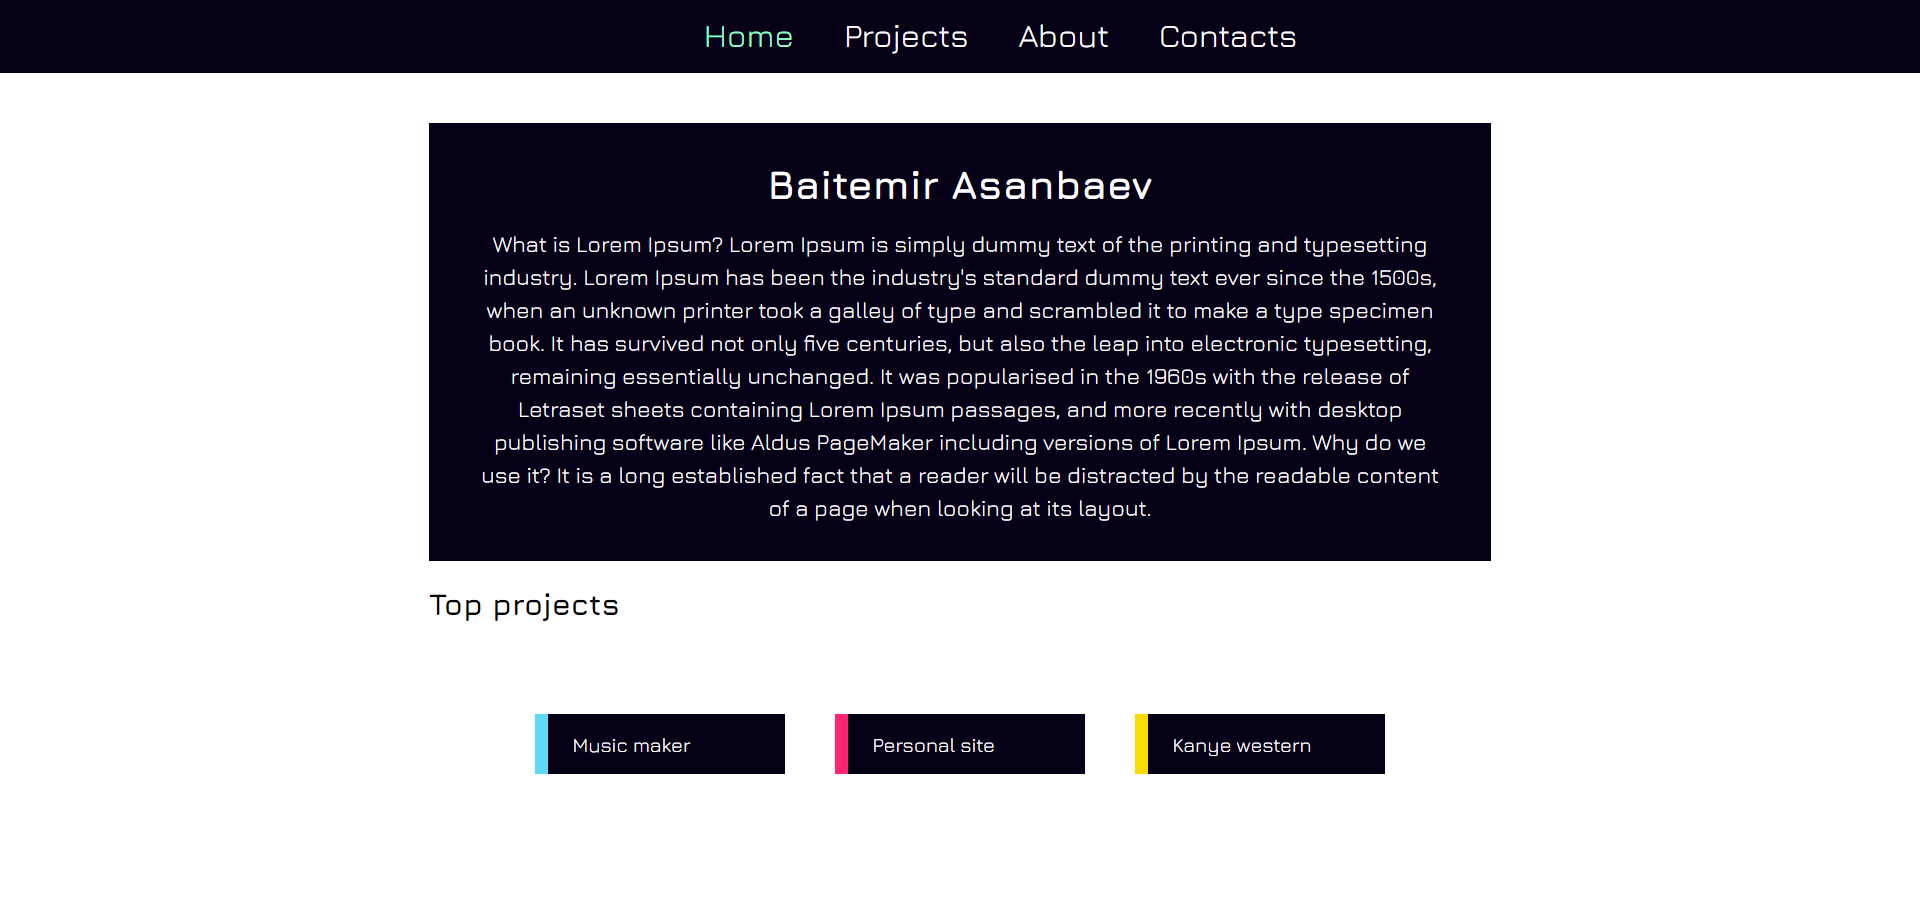 Home Projects About Contacts
Baitemir Asanbaev
What is Lorem Ipsum? Lorem Ipsum is simply dummy text of the printing and typesetting
industry. Lorem Ipsum has been the industry's standard dummy text ever since the 1500s,
when an unknown printer took a galley of type and scrambled it to make a type specimen
book. It has survived not only five centuries, but also the leap into electronic typesetting,
remaining essentially unchanged. It was popularised in the 1960s with the release of
Letraset sheets containing Lorem Ipsum passages, and more recently with desktop
publishing software like Aldus PageMaker including versions of Lorem Ipsum. Why do we
use it? It is a long established fact that a reader will be distracted by the readable content
of a page when looking at its layout.
Top projects
Music maker
Personal site
Kanye western